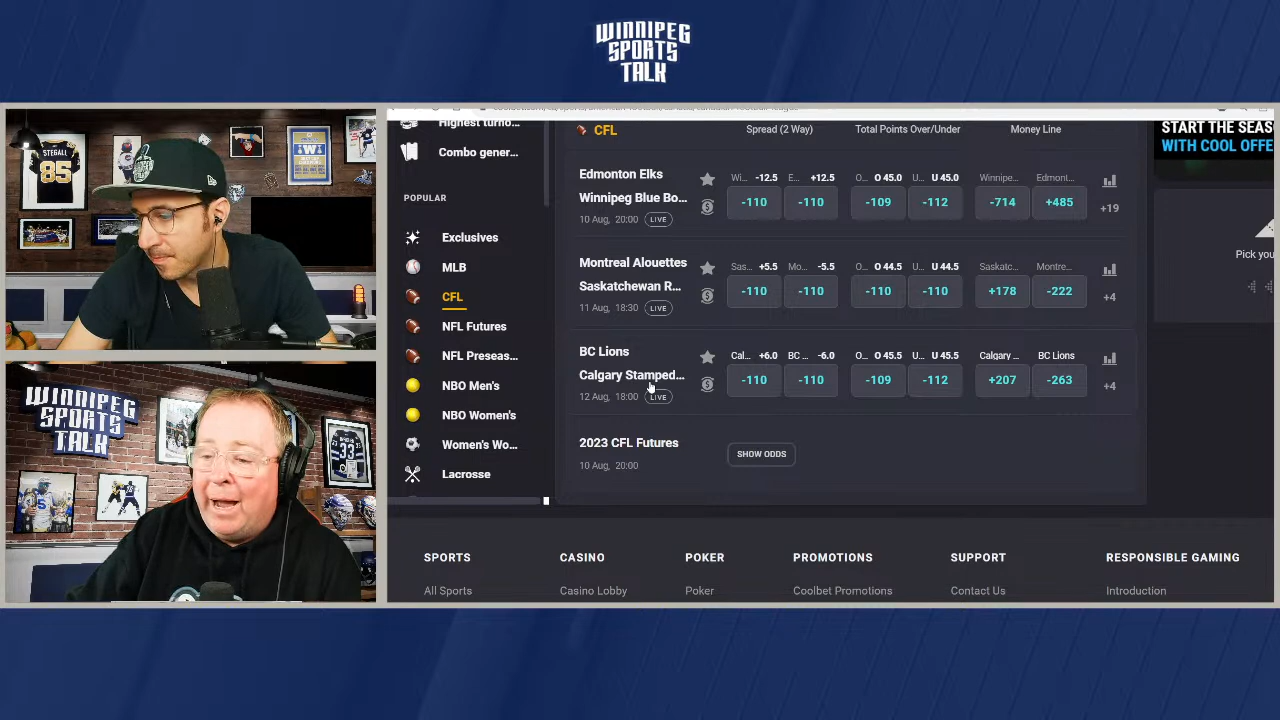 WINNIPEG
SPORTS
TALK
STEGALL
85
W
WINNIPEG
SPORTS
TALK
33
Highest turno...
Combo gener...
POPULAR
Exclusives
MLB
CFL
NFL Futures
NFL Preseas...
NBO Men's
NBO Women's
Women's Wo...
Lacrosse
CFL Spread (2 Way) Total Points Over/Under Money Line
Edmonton Elks
Winnipeg Blue Bo...
10 Aug, 20:00 LIVE
Wi... -12.5 E... +12.5 O... 45.0 U... 45.0 Winnipe... Edmont...
-110 -110 -109 -112 -714 +485
+19
Montreal Alouettes
Saskatchewan R...
11 Aug, 18:30 LIVE
Sas... +5.5 Mo... -5.5 O... 44.5 U... 44.5 Saskatc... Montre...
-110 -110 -110 -110 +178 -222
+4
BC Lions
Calgary Stamped...
12 Aug, 18:00 LIVE
Cal... +6.0 BC ... -6.0 O 45.5 U 45.5 Calgary ... BC Lions
-110 -110 -109 -112 +207 -263
+4
2023 CFL Futures
10 Aug, 20:00
SHOW ODDS
START THE SEAS
WITH COOL OFFE
Pick you
SPORTS CASINO POKER PROMOTIONS SUPPORT RESPONSIBLE GAMING
All Sports Casino Lobby Poker Coolbet Promotions Contact Us Introduction